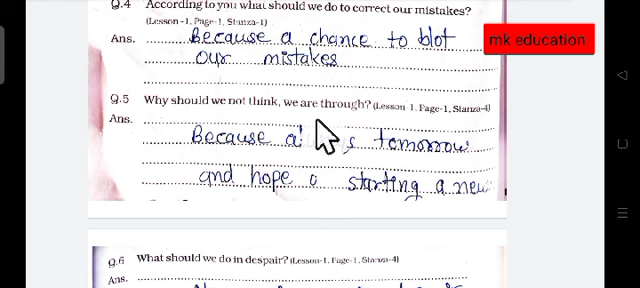 Q.4 According to you what should we do to correct our mistakes?
(Lesson -1, Page-1, Stanza-1)
Ans. Because a chance to blot
our mistakes
mk education
Q.5 Why should we not think, we are through? (Lesson 1, Page-1, Stanza-4)
Ans.
Because tomorrow
and hope starting a new
Q.6 What should we do in despair? (Lesson-1, Page-1, Stanza-4)
Ans.